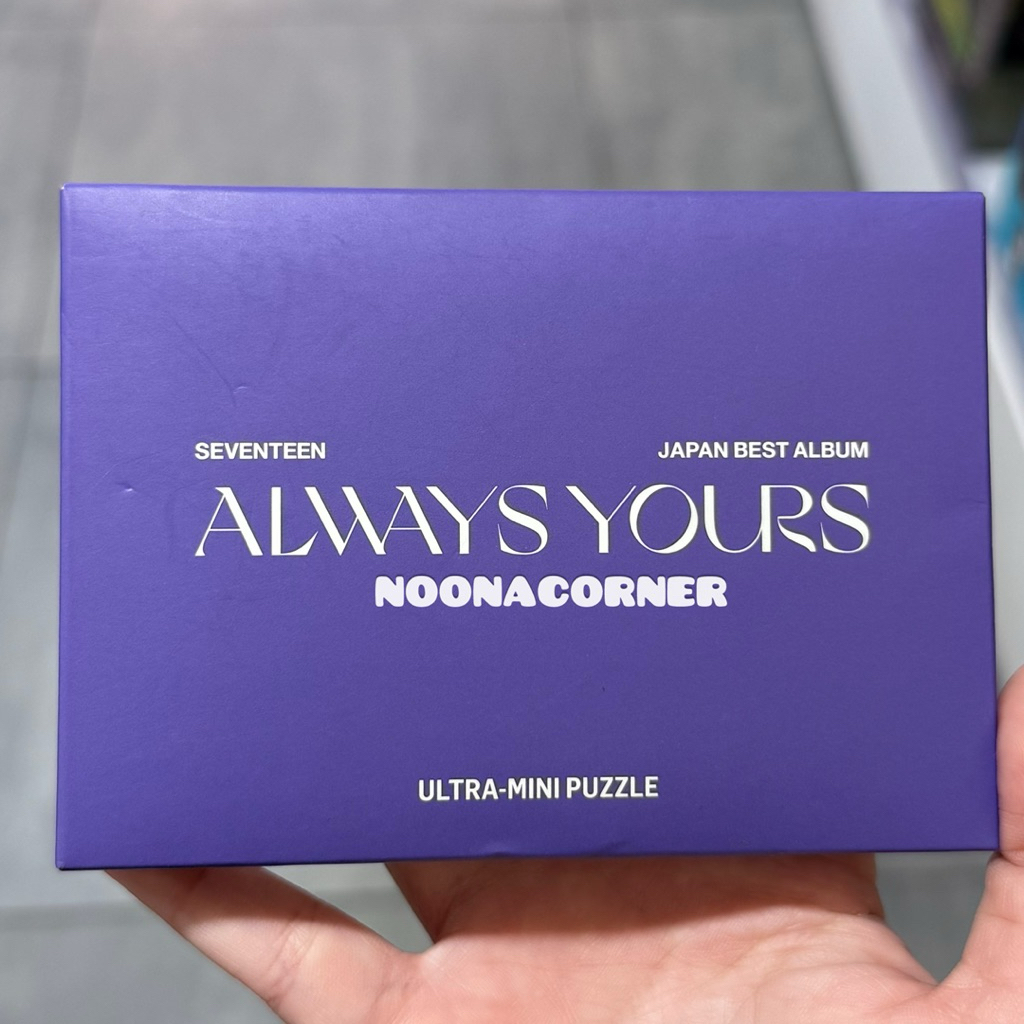 SEVENTEEN JAPAN BEST ALBUM
ALWAYS YOURS
NOONACORNER
ULTRA-MINI PUZZLE